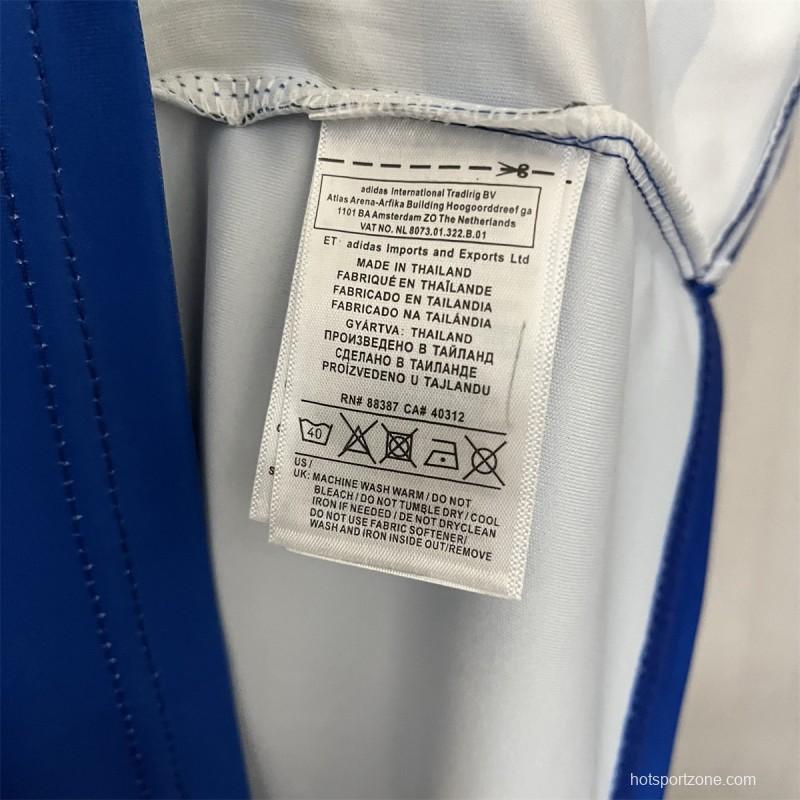 adidas International Tradirig BV
Atlas Arena-Arfika Building Hoogoorddreef ga
1101 BA Amsterdam ZO The Netherlands
VAT NO. NL 8073.01.322.B.01
ET· adidas Imports and Exports Ltd
MADE IN THAILAND
FABRIQUÉ EN THAÏLANDE
FABRICADO EN TAILANDIA
FABRICADO NA TAILÁNDIA
GYÁRTVA: THAILAND
ПРОИЗВЕДЕНО В ТАЙЛАНД
СДЕЛАНО В ТАИЛАНДЕ
PROÍZVEDENO U TAJLANDU
RN# 88387 CA# 40312
40
US /
UK: MACHINE WASH WARM / DO NOT
BLEACH / DO NOT TUMBLE DRY / COOL
IRON IF NEEDED / DE NOT DRYCLEAN
DO NOT USE FABRIC SOFTENER/
WASH AND IRON INSIDE OUT/REMOVE
hotsportzone.com